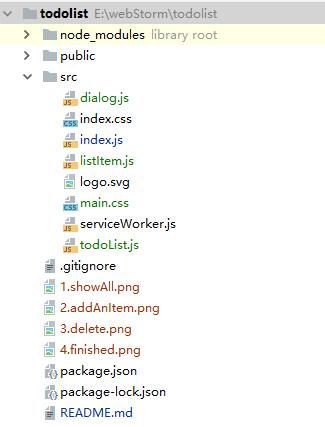 todolist E:\webStorm\todolist
node_modules library root
public
src
dialog.js
index.css
index.js
listItem.js
logo.svg
main.css
serviceWorker.js
todoList.js
.gitignore
1.showAll.png
2.addAnItem.png
3.delete.png
4.finished.png
package.json
package-lock.json
README.md